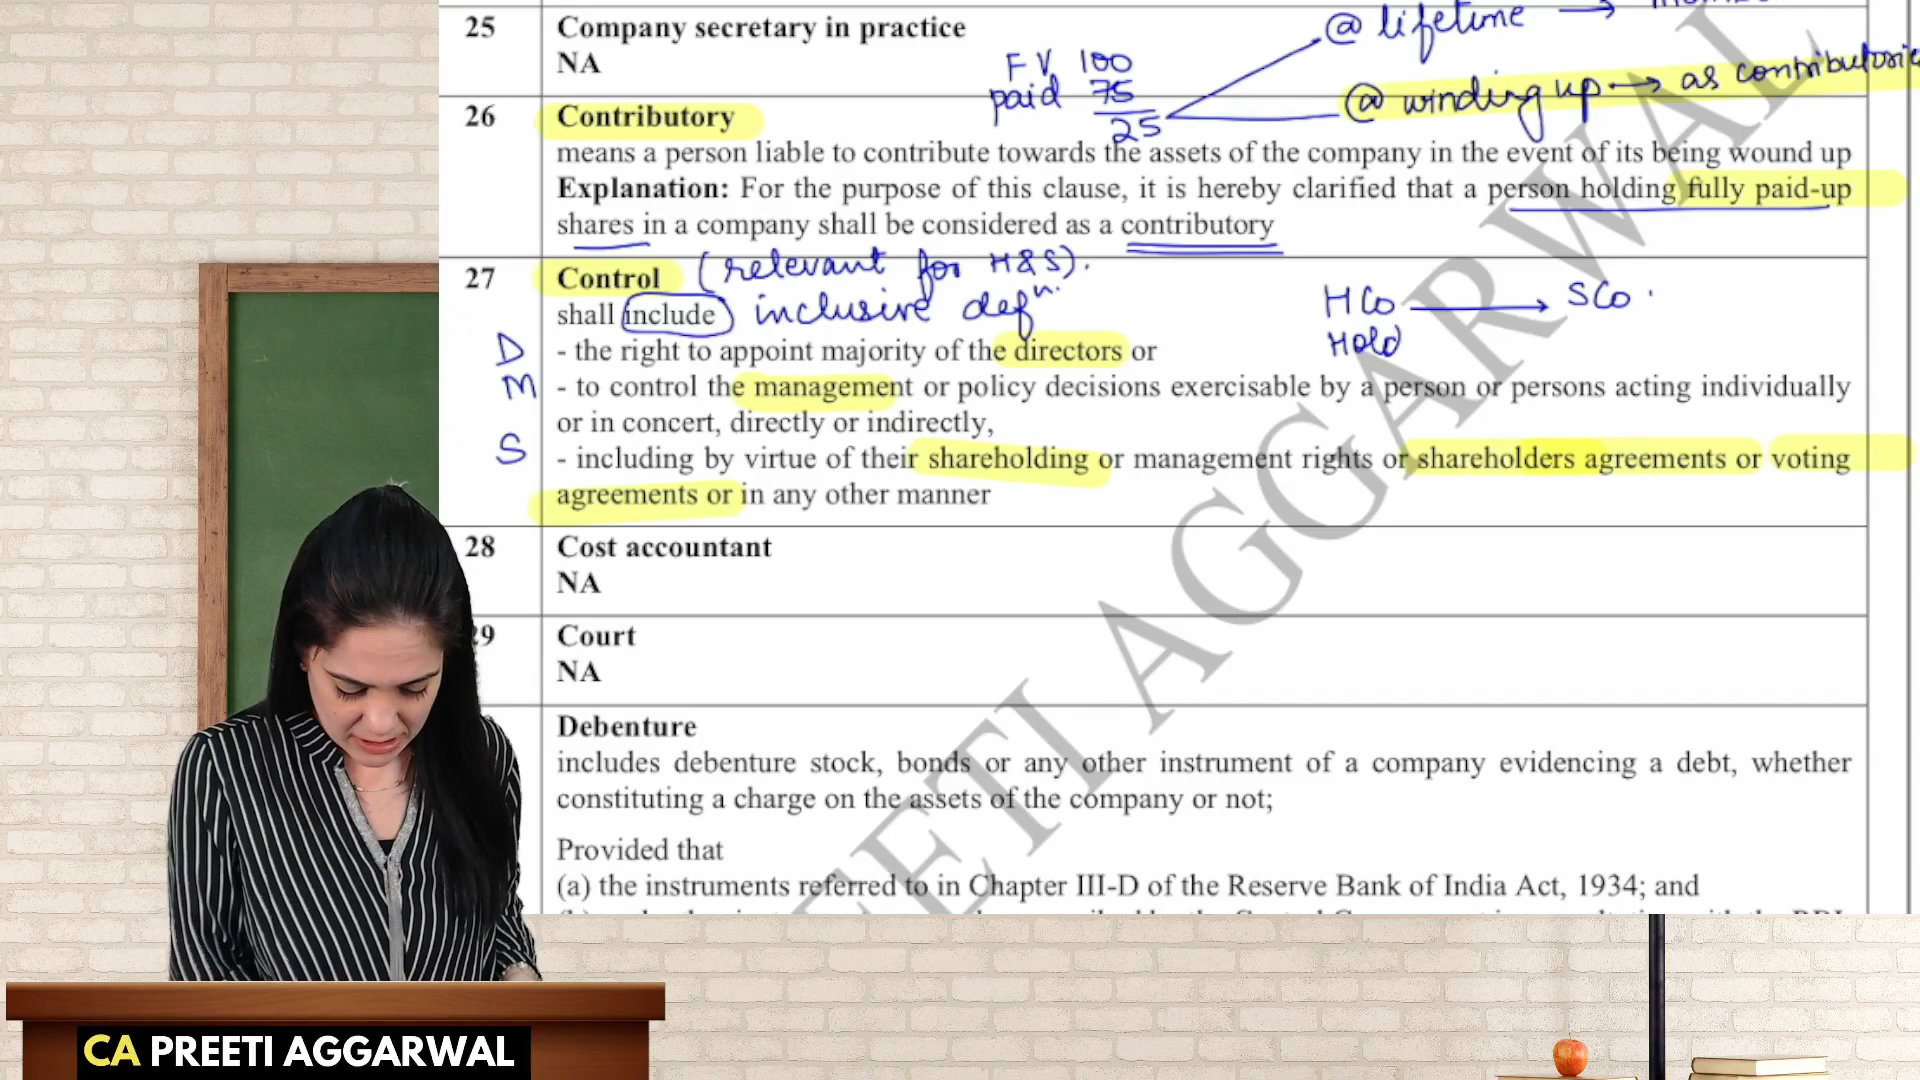 25
Company secretary in practice
NA
FV 100
paid 75
25
@ lifetime →
@ winding up → as contributories
26
Contributory
means a person liable to contribute towards the assets of the company in the event of its being wound up
Explanation: For the purpose of this clause, it is hereby clarified that a person holding fully paid-up
shares in a company shall be considered as a contributory
27
Control (relevant for H&S).
shall include inclusive defn.
HCo → SCo.
Hold
D - the right to appoint majority of the directors or
M - to control the management or policy decisions exercisable by a person or persons acting individually
or in concert, directly or indirectly,
S - including by virtue of their shareholding or management rights or shareholders agreements or voting
agreements or in any other manner
28
Cost accountant
NA
29
Court
NA
Debenture
includes debenture stock, bonds or any other instrument of a company evidencing a debt, whether
constituting a charge on the assets of the company or not;
Provided that
(a) the instruments referred to in Chapter III-D of the Reserve Bank of India Act, 1934; and
EETI AGGARWAL
CA PREETI AGGARWAL